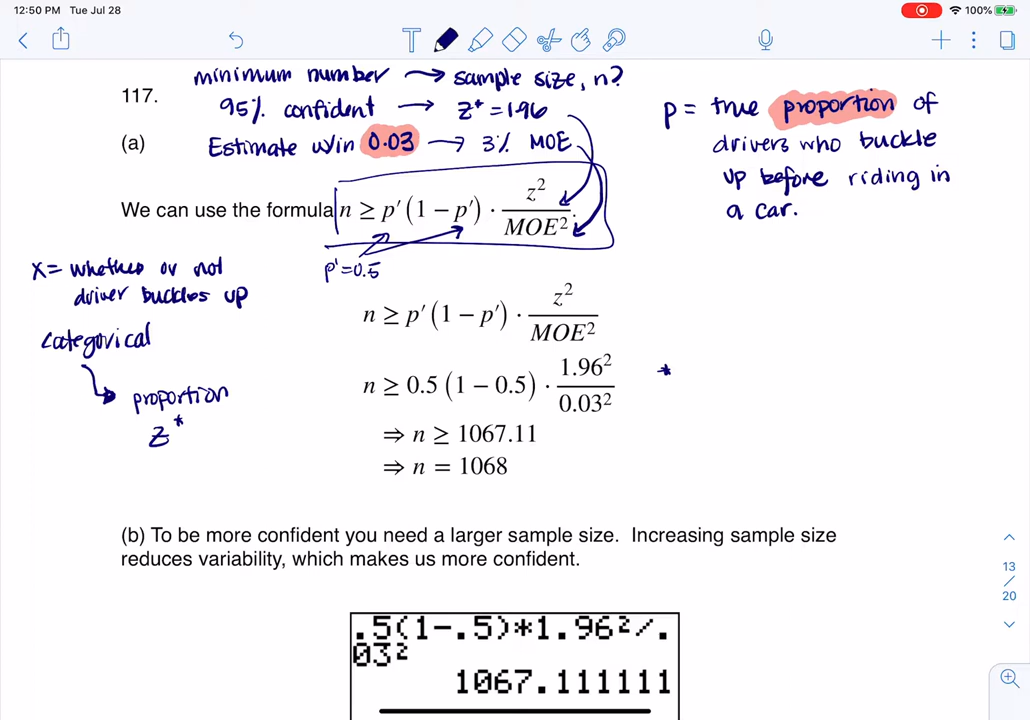 12:50 PM Tue Jul 28
100%
minimum number → sample size, n?
117.
95% confident → z* = 1.96
(a)
Estimate w/in 0.03 → 3% MOE
p = true proportion of
drivers who buckle
up before riding in
a car.
We can use the formula n ≥ p′(1 − p′) · z²/MOE².
p' = 0.5
x = whether or not
driver buckles up
categorical
proportion
z*
n ≥ p′(1 − p′) · z²/MOE²
n ≥ 0.5 (1 − 0.5) · 1.96²/0.03² *
⇒ n ≥ 1067.11
⇒ n = 1068
(b) To be more confident you need a larger sample size. Increasing sample size
reduces variability, which makes us more confident.
.5(1-.5)*1.96²/.
03²
1067.111111
13
/
20